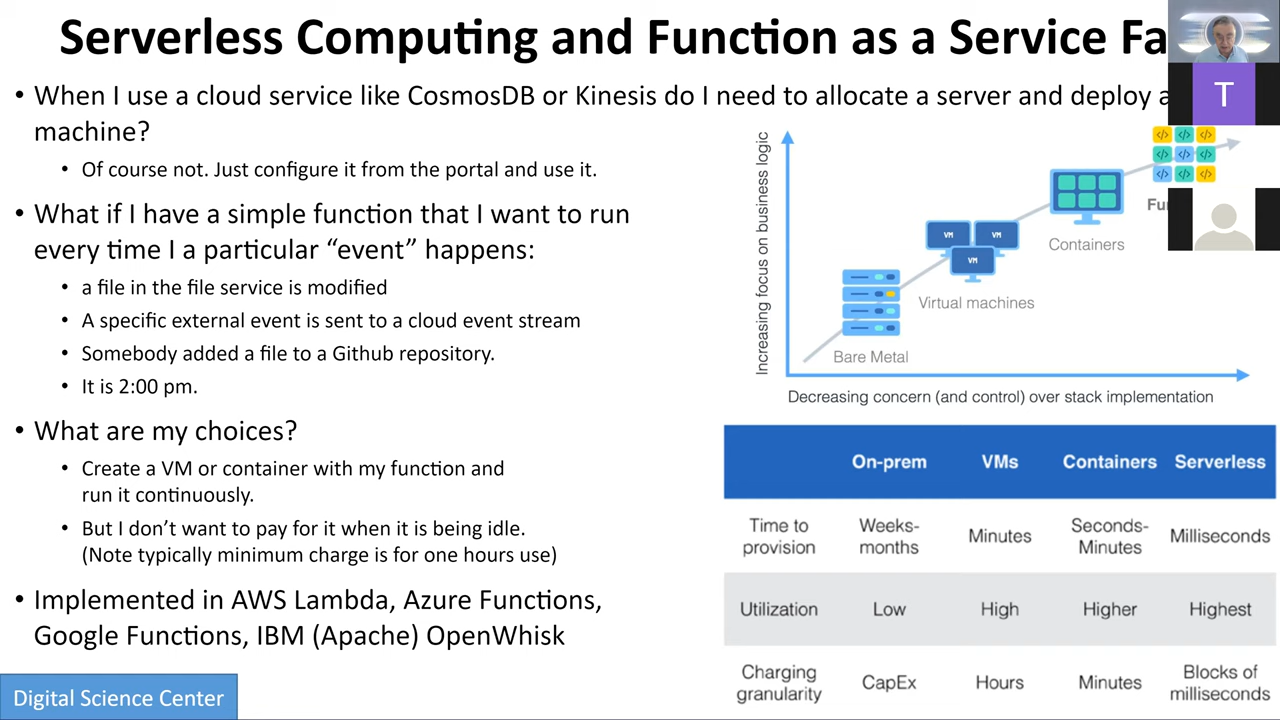 Serverless Computing and Function as a Service Fa
• When I use a cloud service like CosmosDB or Kinesis do I need to allocate a server and deploy a
machine?
• Of course not. Just configure it from the portal and use it.
• What if I have a simple function that I want to run
every time I a particular “event” happens:
• a file in the file service is modified
• A specific external event is sent to a cloud event stream
• Somebody added a file to a Github repository.
• It is 2:00 pm.
• What are my choices?
• Create a VM or container with my function and
run it continuously.
• But I don’t want to pay for it when it is being idle.
(Note typically minimum charge is for one hours use)
• Implemented in AWS Lambda, Azure Functions,
Google Functions, IBM (Apache) OpenWhisk
Digital Science Center
T
Increasing focus on business logic
</> </> </>
</> </> </>
</> </> </>
Fu
Containers
VM VM
VM
Virtual machines
Bare Metal
Decreasing concern (and control) over stack implementation
On-prem VMs Containers Serverless
Time to provision Weeks-months Minutes Seconds-Minutes Milliseconds
Utilization Low High Higher Highest
Charging granularity CapEx Hours Minutes Blocks of milliseconds